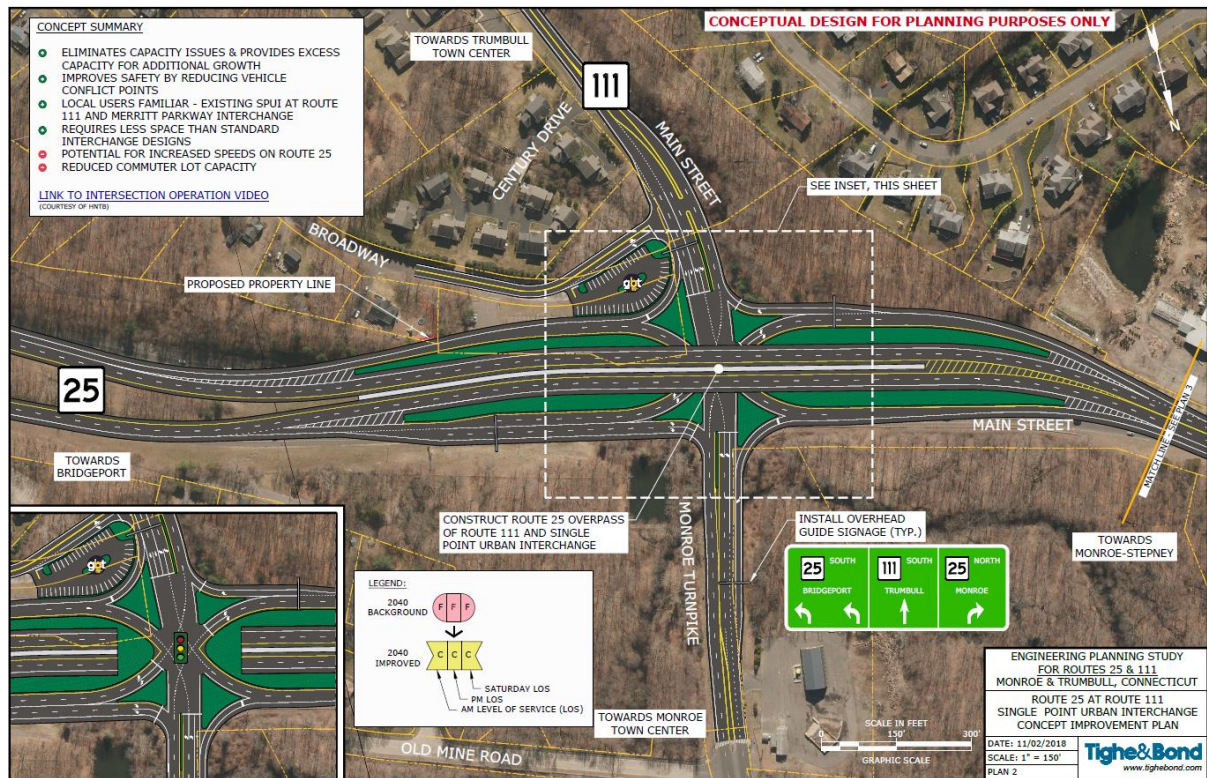 CONCEPT SUMMARY
ELIMINATES CAPACITY ISSUES & PROVIDES EXCESS
CAPACITY FOR ADDITIONAL GROWTH
IMPROVES SAFETY BY REDUCING VEHICLE
CONFLICT POINTS
LOCAL USERS FAMILIAR - EXISTING SPUI AT ROUTE
111 AND MERRITT PARKWAY INTERCHANGE
REQUIRES LESS SPACE THAN STANDARD
INTERCHANGE DESIGNS
POTENTIAL FOR INCREASED SPEEDS ON ROUTE 25
REDUCED COMMUTER LOT CAPACITY
LINK TO INTERSECTION OPERATION VIDEO
(COURTESY OF HNTB)
CONCEPTUAL DESIGN FOR PLANNING PURPOSES ONLY
TOWARDS TRUMBULL
TOWN CENTER
111
N
CENTURY DRIVE
MAIN STREET
SEE INSET, THIS SHEET
BROADWAY
PROPOSED PROPERTY LINE
gbt
25
MAIN STREET
MATCH LINE - SEE PLAN 3
TOWARDS
BRIDGEPORT
CONSTRUCT ROUTE 25 OVERPASS
OF ROUTE 111 AND SINGLE
POINT URBAN INTERCHANGE
MONROE TURNPIKE
INSTALL OVERHEAD
GUIDE SIGNAGE (TYP.)
TOWARDS
MONROE-STEPNEY
25 SOUTH
BRIDGEPORT
111 SOUTH
TRUMBULL
25 NORTH
MONROE
gbt
LEGEND:
2040
BACKGROUND
F F F
2040
IMPROVED
C C C
SATURDAY LOS
PM LOS
AM LEVEL OF SERVICE (LOS)
TOWARDS MONROE
TOWN CENTER
OLD MINE ROAD
SCALE IN FEET
0 150' 300'
GRAPHIC SCALE
ENGINEERING PLANNING STUDY
FOR ROUTES 25 & 111
MONROE & TRUMBULL, CONNECTICUT
ROUTE 25 AT ROUTE 111
SINGLE POINT URBAN INTERCHANGE
CONCEPT IMPROVEMENT PLAN
DATE: 11/02/2018
SCALE: 1" = 150'
PLAN 2
Tighe&Bond
www.tighebond.com